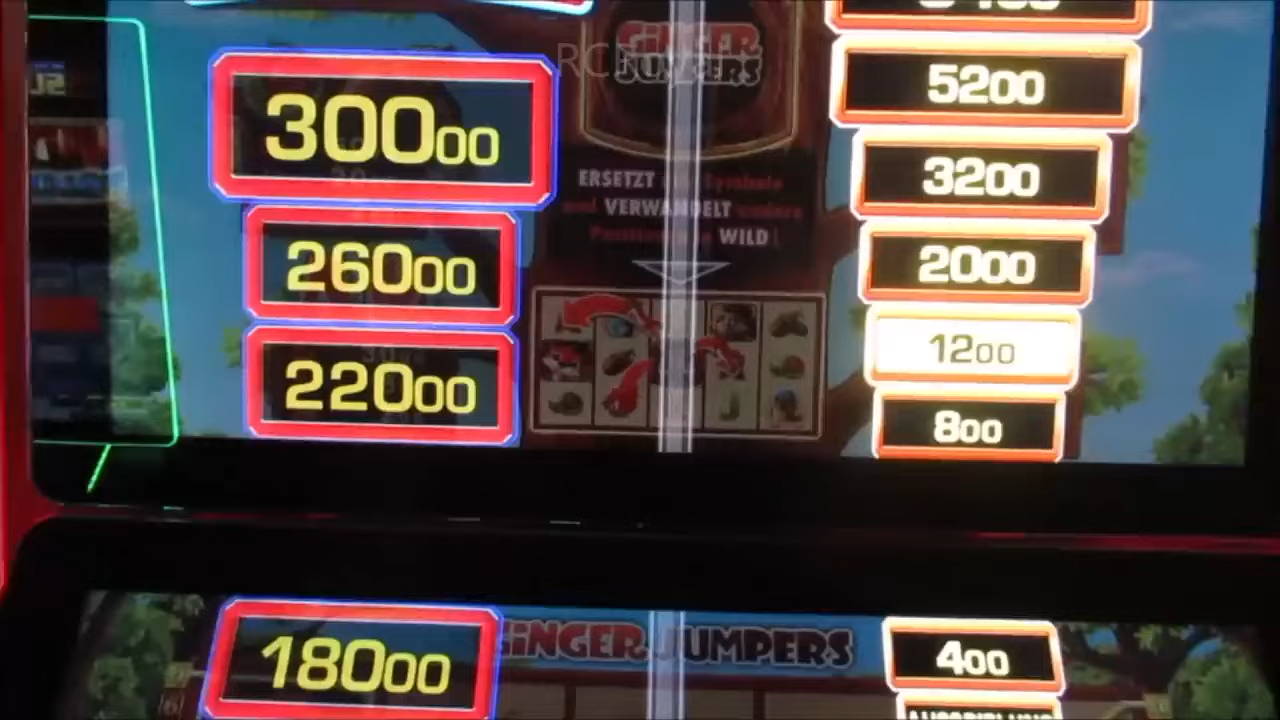 GINGER
JUMPERS
5200
30000
ERSETZT
3200
VERWANDELT
WILD!
26000
2000
1200
22000
800
GINGER JUMPERS
18000
400